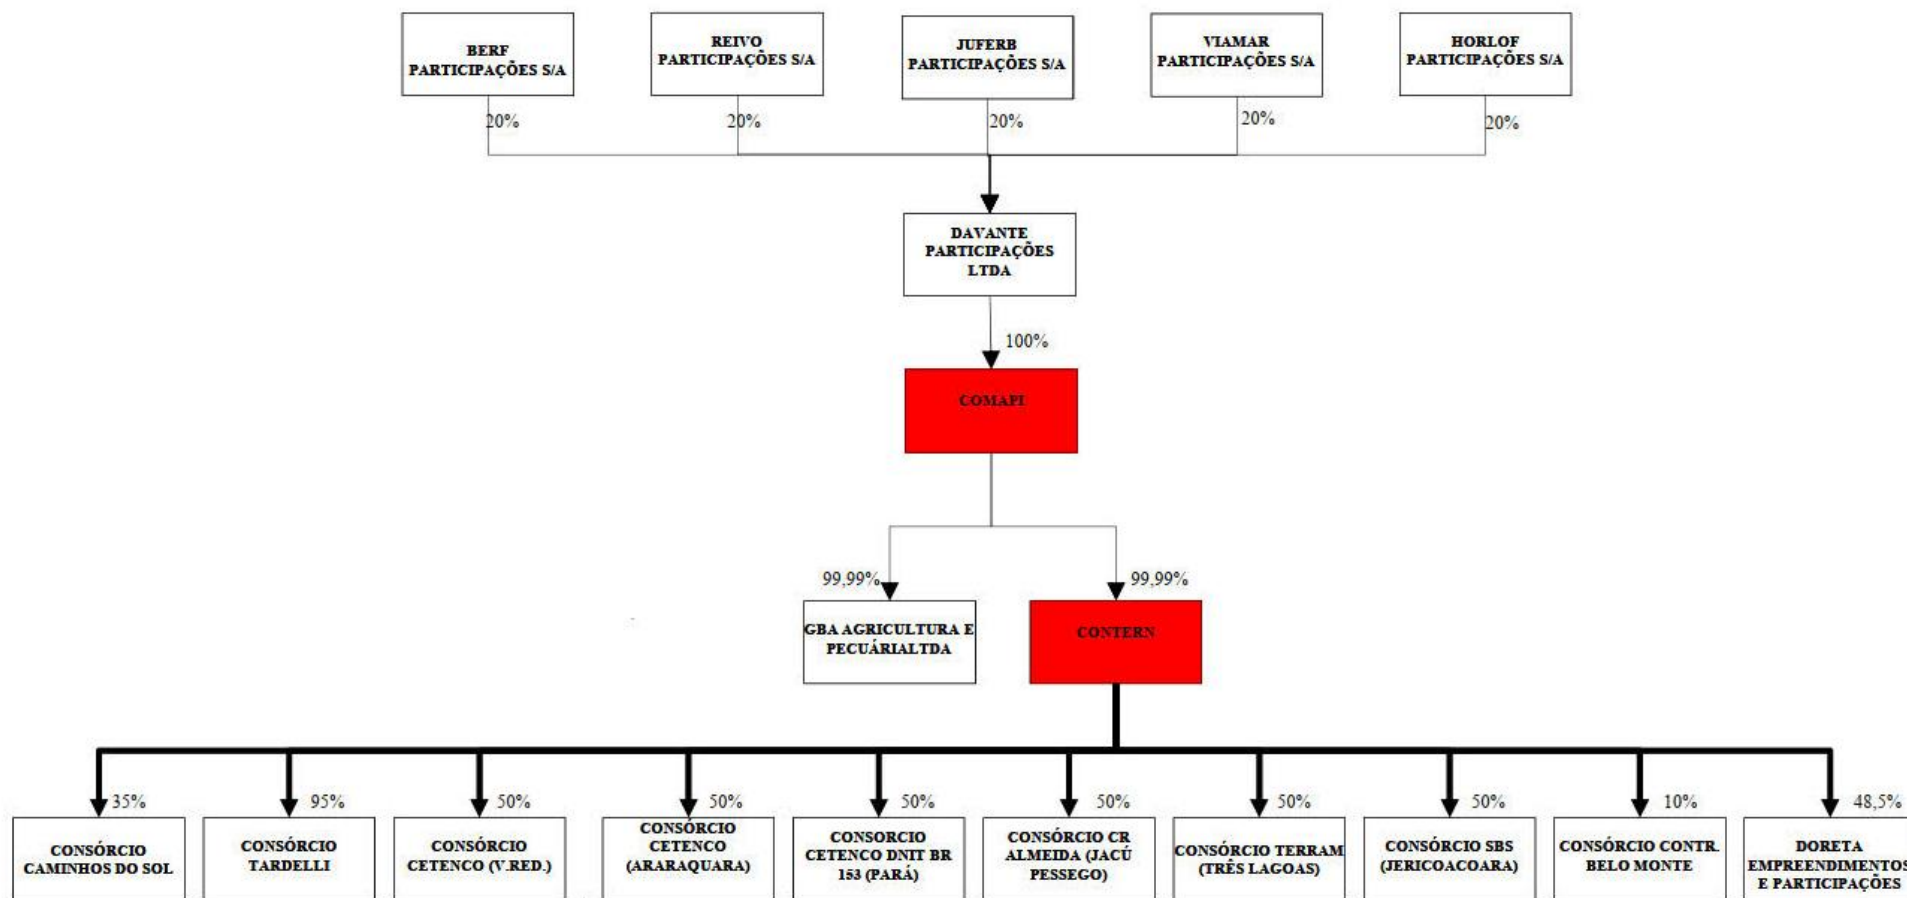 BERF
PARTICIPAÇÕES S/A
REIVO
PARTICIPAÇÕES S/A
JUFERB
PARTICIPAÇÕES S/A
VIAMAR
PARTICIPAÇÕES S/A
HORLOF
PARTICIPAÇÕES S/A
20%
20%
20%
20%
20%
DAVANTE
PARTICIPAÇÕES
LTDA
100%
COMAPI
99,99%
99,99%
GBA AGRICULTURA E
PECUÁRIALTDA
CONTERN
35%
95%
50%
50%
50%
50%
50%
50%
10%
48,5%
CONSÓRCIO
CAMINHOS DO SOL
CONSÓRCIO
TARDELLI
CONSÓRCIO
CETENCO (V.RED.)
CONSÓRCIO
CETENCO
(ARARAQUARA)
CONSORCIO
CETENCO DNIT BR
153 (PARÁ)
CONSÓRCIO CR
ALMEIDA (JACÚ
PESSEGO)
CONSÓRCIO TERRAM
(TRÊS LAGOAS)
CONSÓRCIO SBS
(JERICOACOARA)
CONSÓRCIO CONTR.
BELO MONTE
DORETA
EMPREENDIMENTOS
E PARTICIPAÇÕES